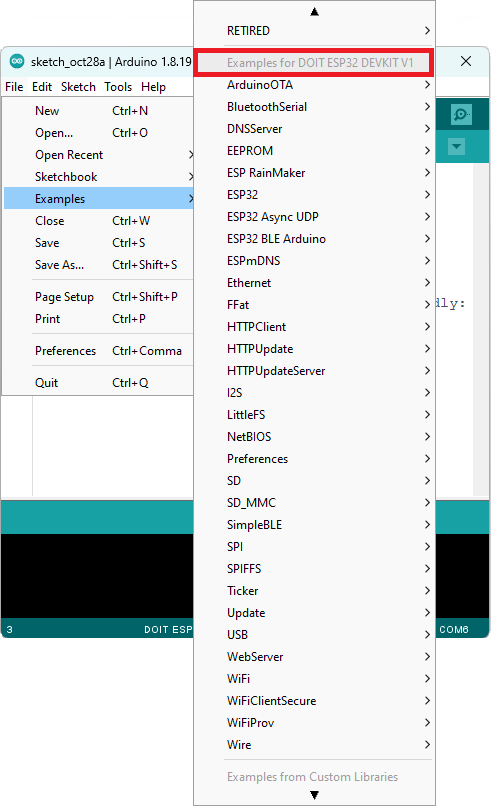 sketch_oct28a | Arduino 1.8.19
File Edit Sketch Tools Help
New Ctrl+N
Open... Ctrl+O
Open Recent
Sketchbook
Examples
Close Ctrl+W
Save Ctrl+S
Save As... Ctrl+Shift+S
Page Setup Ctrl+Shift+P
Print Ctrl+P
Preferences Ctrl+Comma
Quit Ctrl+Q
RETIRED
Examples for DOIT ESP32 DEVKIT V1
ArduinoOTA
BluetoothSerial
DNSServer
EEPROM
ESP RainMaker
ESP32
ESP32 Async UDP
ESP32 BLE Arduino
ESPmDNS
Ethernet
FFat
HTTPClient
HTTPUpdate
HTTPUpdateServer
I2S
LittleFS
NetBIOS
Preferences
SD
SD_MMC
SimpleBLE
SPI
SPIFFS
Ticker
Update
USB
WebServer
WiFi
WiFiClientSecure
WiFiProv
Wire
Examples from Custom Libraries
dly:
3 DOIT ESP COM6